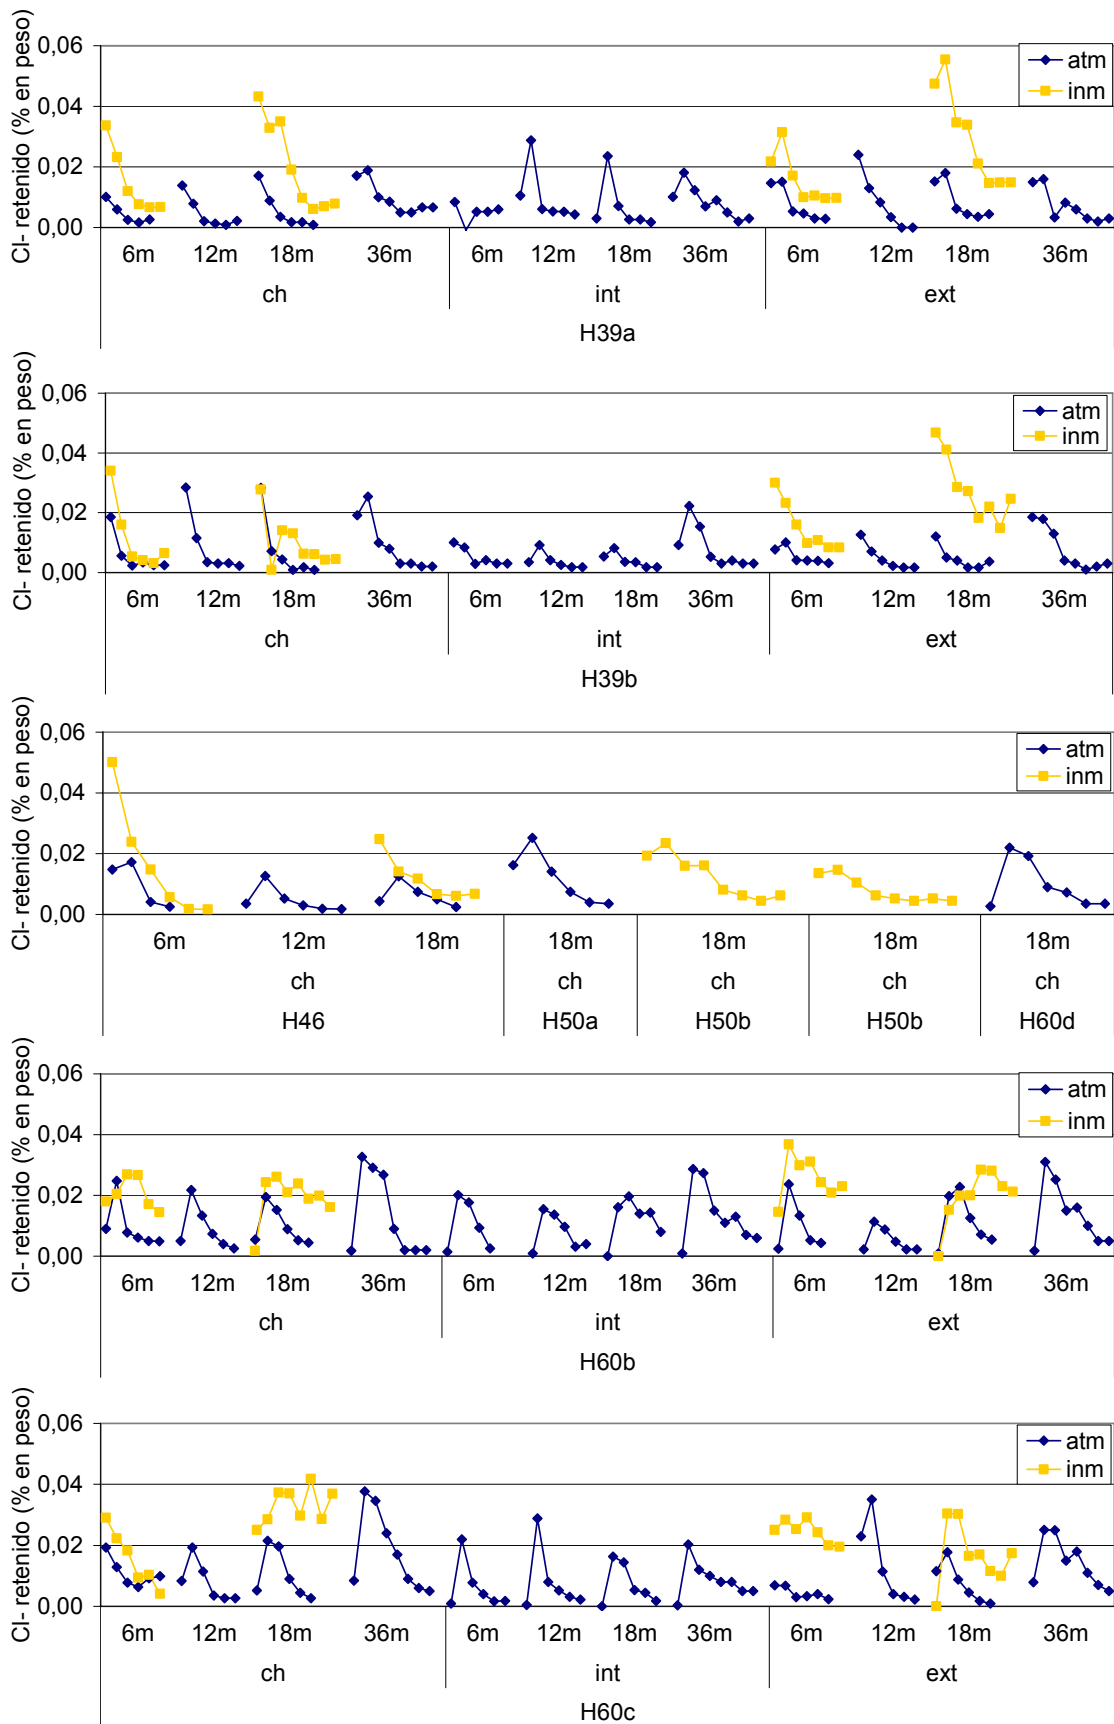 Cl- retenido (% en peso)
0,06
0,04
0,02
0,00
atm
inm
6m 12m 18m 36m 6m 12m 18m 36m 6m 12m 18m 36m
ch int ext
H39a
Cl- retenido (% en peso)
0,06
0,04
0,02
0,00
atm
inm
6m 12m 18m 36m 6m 12m 18m 36m 6m 12m 18m 36m
ch int ext
H39b
Cl- retenido (% en peso)
0,06
0,04
0,02
0,00
atm
inm
6m 12m 18m 18m 18m 18m 18m
ch ch ch ch ch
H46 H50a H50b H50b H60d
Cl- retenido (% en peso)
0,06
0,04
0,02
0,00
atm
inm
6m 12m 18m 36m 6m 12m 18m 36m 6m 12m 18m 36m
ch int ext
H60b
Cl- retenido (% en peso)
0,06
0,04
0,02
0,00
atm
inm
6m 12m 18m 36m 6m 12m 18m 36m 6m 12m 18m 36m
ch int ext
H60c